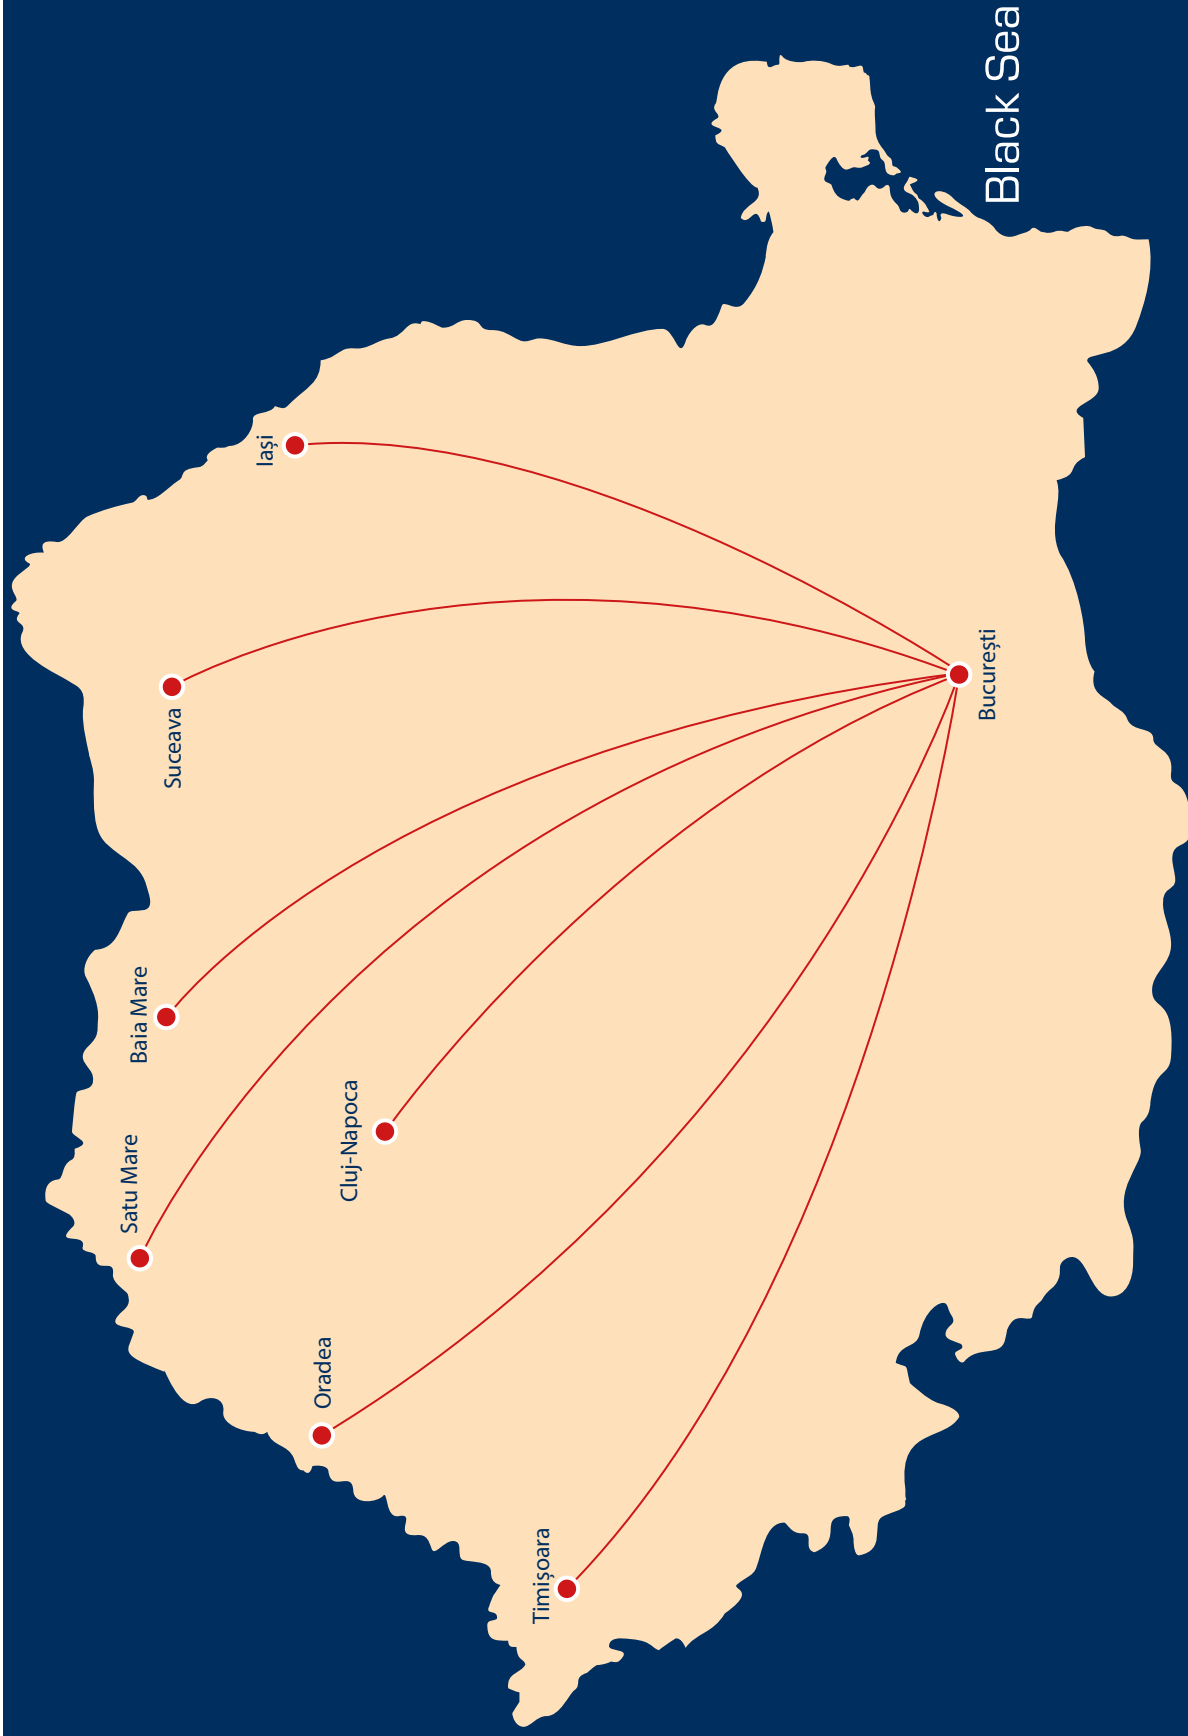 Satu Mare
Baia Mare
Suceava
Iași
Oradea
Cluj-Napoca
Timișoara
București
Black Sea